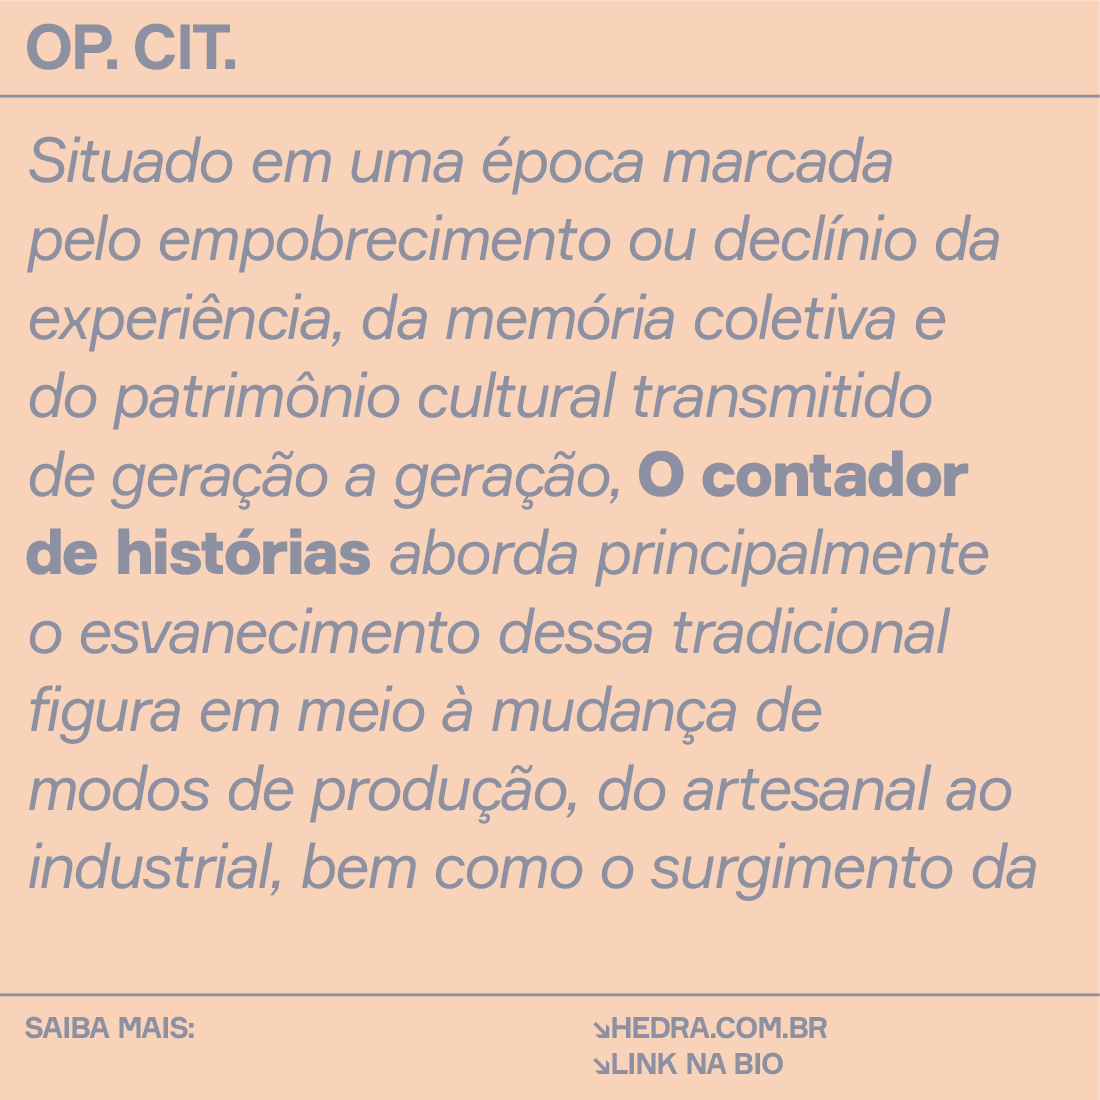 OP. CIT.
Situado em uma época marcada
pelo empobrecimento ou declínio da
experiência, da memória coletiva e
do patrimônio cultural transmitido
de geração a geração, O contador
de histórias aborda principalmente
o esvanecimento dessa tradicional
figura em meio à mudança de
modos de produção, do artesanal ao
industrial, bem como o surgimento da
SAIBA MAIS:
↘HEDRA.COM.BR
↘LINK NA BIO